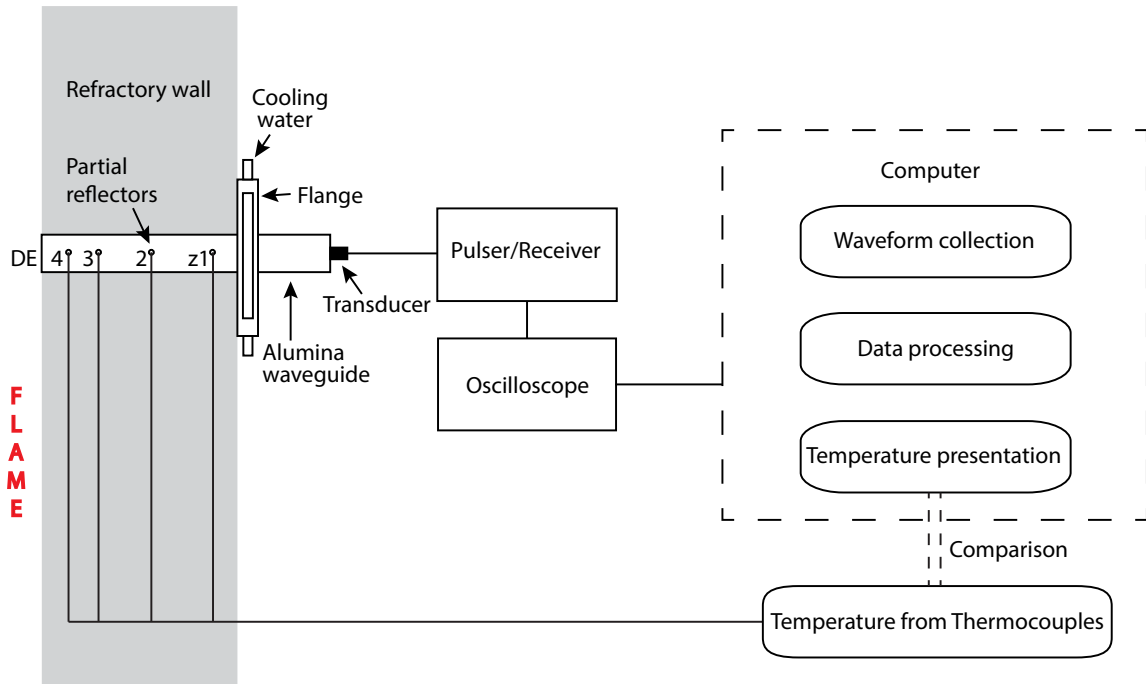 Refractory wall
Cooling
water
Partial
reflectors
Flange
DE
4
3
2
z1
Transducer
Alumina
waveguide
FLAME
Pulser/Receiver
Oscilloscope
Computer
Waveform collection
Data processing
Temperature presentation
Comparison
Temperature from Thermocouples